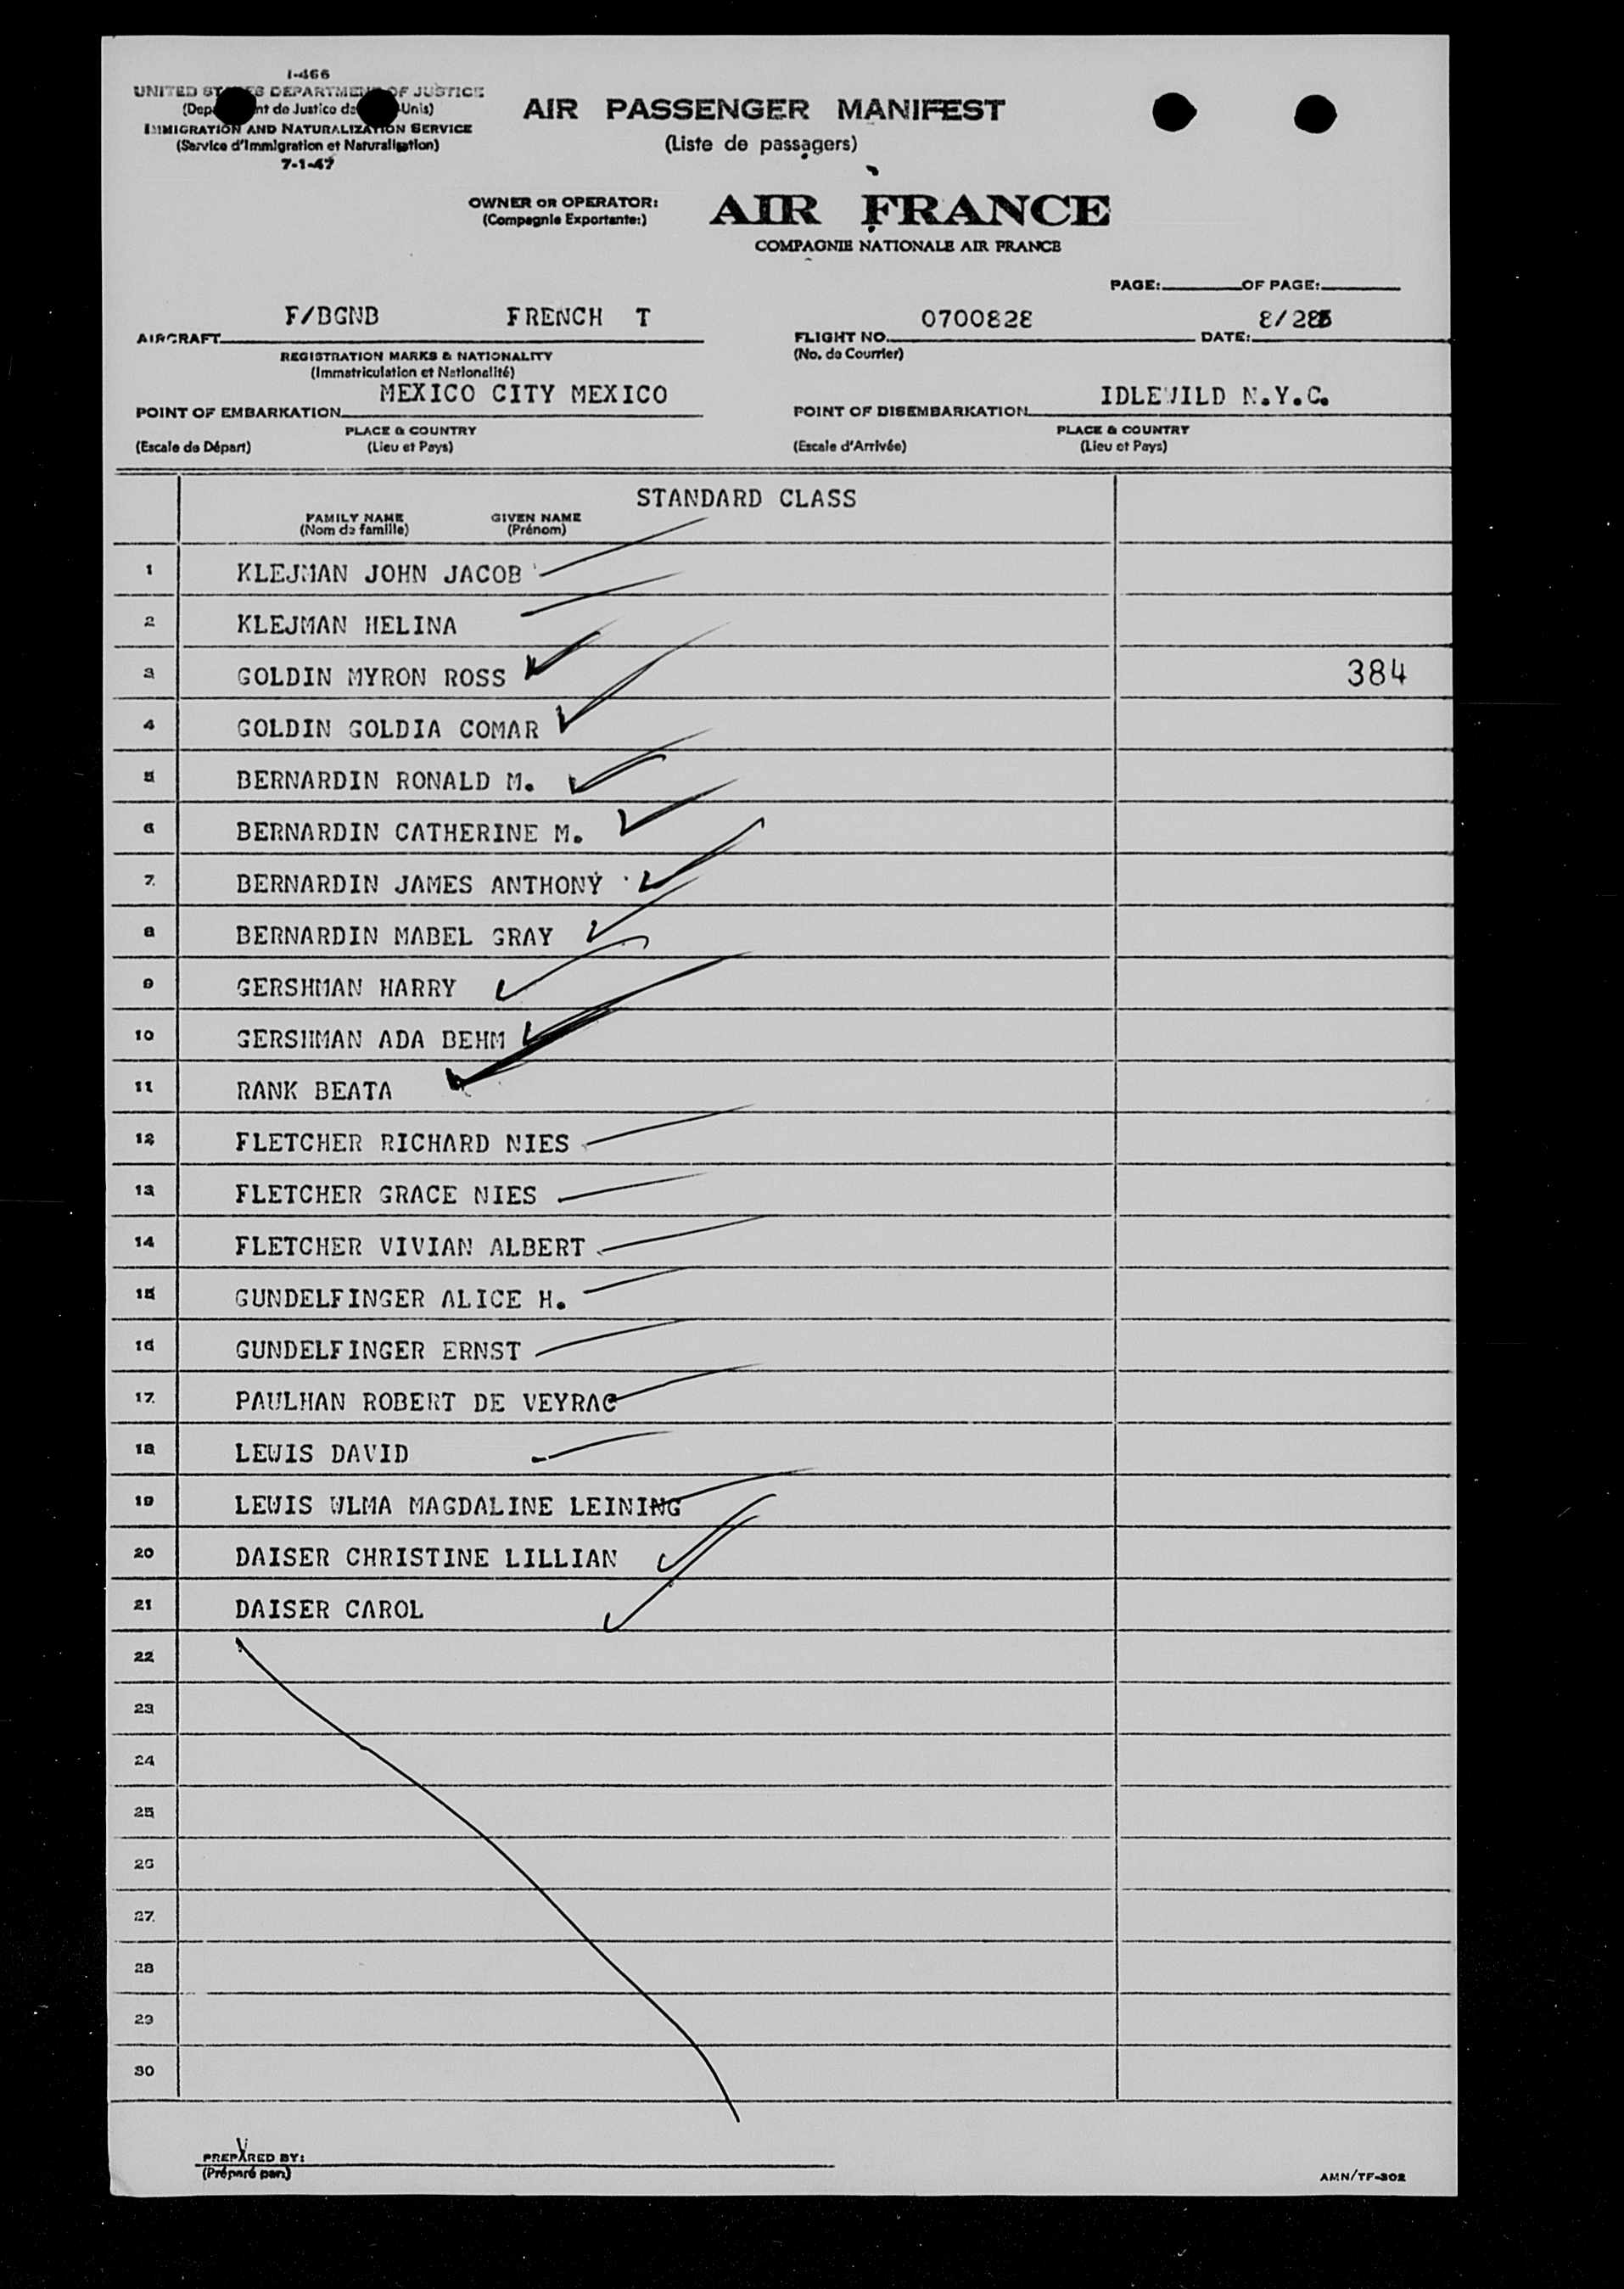 I-466
UNITED STATES DEPARTMENT OF JUSTICE
(Dep nt de Justice de Unis)
IMMIGRATION AND NATURALIZATION SERVICE
(Service d'Immigration et Naturalisation)
7-1-47
AIR PASSENGER MANIFEST
(Liste de passagers)
OWNER OR OPERATOR:
(Compagnie Exportante:)
AIR FRANCE
COMPAGNIE NATIONALE AIR FRANCE
PAGE: OF PAGE:
AIRCRAFT F/BGNB FRENCH T
REGISTRATION MARKS & NATIONALITY
(Immatriculation et Nationalité)
FLIGHT NO. 0700828 DATE: 8/28
(No. de Courrier)
POINT OF EMBARKATION MEXICO CITY MEXICO
PLACE & COUNTRY
(Escale de Départ) (Lieu et Pays)
POINT OF DISEMBARKATION IDLEWILD N.Y.C.
PLACE & COUNTRY
(Escale d'Arrivée) (Lieu et Pays)
STANDARD CLASS
FAMILY NAME GIVEN NAME
(Nom de famille) (Prénom)
1 KLEJMAN JOHN JACOB
2 KLEJMAN HELINA
3 GOLDIN MYRON ROSS 384
4 GOLDIN GOLDIA COMAR
5 BERNARDIN RONALD M.
6 BERNARDIN CATHERINE M.
7 BERNARDIN JAMES ANTHONY
8 BERNARDIN MABEL GRAY
9 GERSHMAN HARRY
10 GERSHMAN ADA BEHM
11 RANK BEATA
12 FLETCHER RICHARD NIES
13 FLETCHER GRACE NIES
14 FLETCHER VIVIAN ALBERT
15 GUNDELFINGER ALICE H.
16 GUNDELFINGER ERNST
17 PAULHAN ROBERT DE VEYRAC
18 LEWIS DAVID
19 LEWIS WLMA MAGDALINE LEINING
20 DAISER CHRISTINE LILLIAN
21 DAISER CAROL
22
23
24
25
26
27
28
29
30
PREPARED BY:
(Préparé par:)
AMN/TF-302